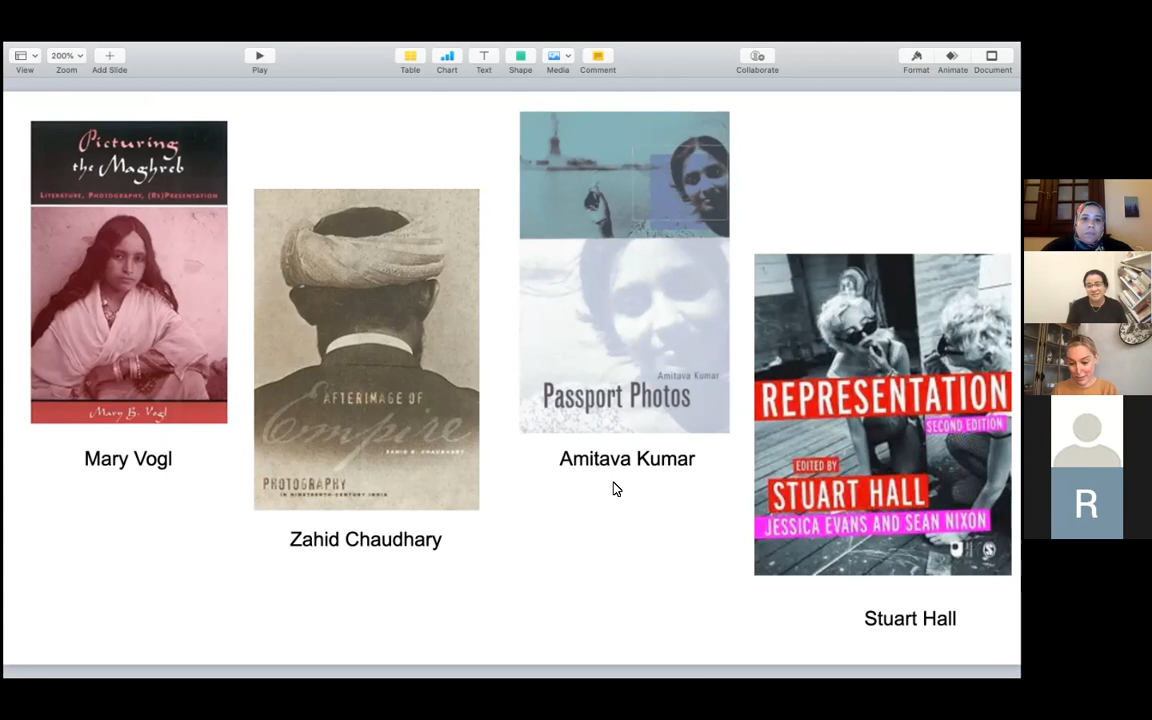 View
200%
Zoom
Add Slide
Play
Table
Chart
Text
Shape
Media
Comment
Collaborate
Format
Animate
Document
Picturing
the Maghreb
LITERATURE, PHOTOGRAPHY, (RE)PRESENTATION
Mary B. Vogl
Mary Vogl
AFTERIMAGE OF
Empire
ZAHID R. CHAUDHARY
PHOTOGRAPHY
IN NINETEENTH-CENTURY INDIA
Zahid Chaudhary
Amitava Kumar
Passport Photos
Amitava Kumar
REPRESENTATION
SECOND EDITION
EDITED BY
STUART HALL
JESSICA EVANS AND SEAN NIXON
Stuart Hall
R